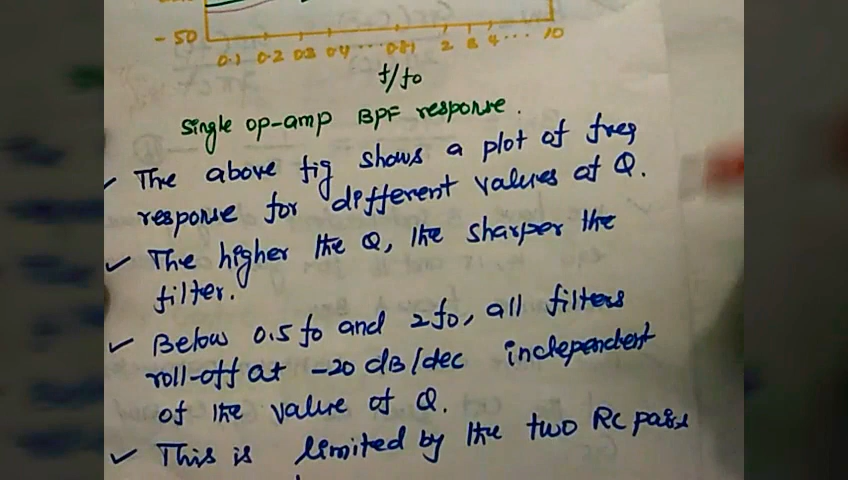 - 50
0.1 0.2 0.3 0.4 ... 0.81 2 3 4 ... 10
f/fo
Single op-amp BPF response.
✓ The above fig shows a plot of freq
response for different values of Q.
✓ The higher the Q, the sharper the
filter.
✓ Below 0.5 fo and 2fo, all filters
roll-off at -20 dB/dec independent
of the value of Q.
✓ This is limited by the two RC pairs